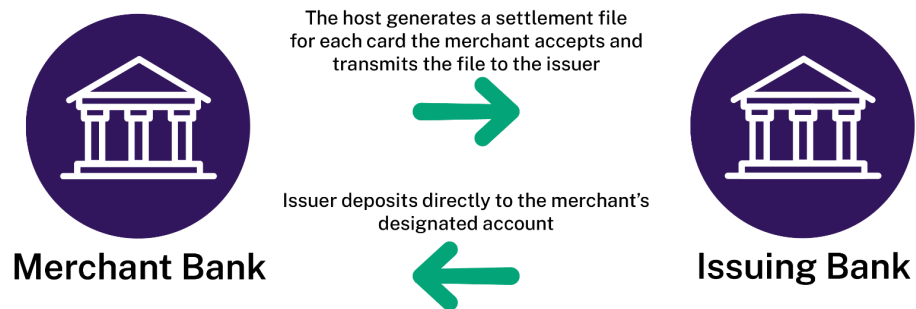 The host generates a settlement file
for each card the merchant accepts and
transmits the file to the issuer
Issuer deposits directly to the merchant's
designated account
Merchant Bank
Issuing Bank